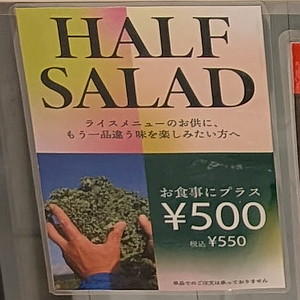 HALF
SALAD
ライスメニューのお供に、
もう一品違う味を楽しみたい方へ
お食事にプラス
¥500
税込 ¥550
単品でのご注文は承っておりません